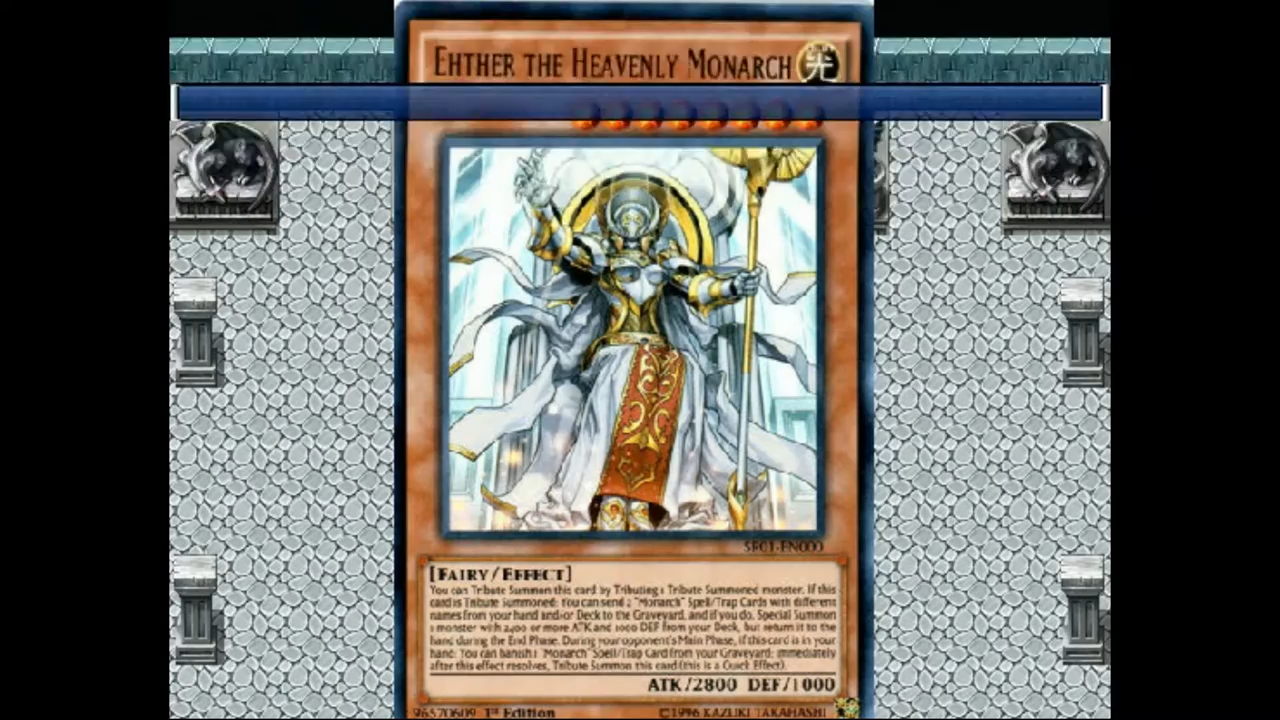 EHTHER THE HEAVENLY MONARCH
光
SR01-EN000
[FAIRY/EFFECT]
You can Tribute Summon this card by Tributing 1 Tribute Summoned monster. If this
card is Tribute Summoned: You can send 2 "Monarch" Spell/Trap Cards with different
names from your hand and/or Deck to the Graveyard, and if you do, Special Summon
1 monster with 2400 or more ATK and 1000 DEF from your Deck, but return it to the
hand during the End Phase. During your opponent's Main Phase, if this card is in your
hand: You can banish 1 "Monarch" Spell/Trap Card from your Graveyard; immediately
after this effect resolves, Tribute Summon this card (this is a Quick Effect).
ATK/2800 DEF/1000
96570609 1st Edition ©1996 KAZUKI TAKAHASHI